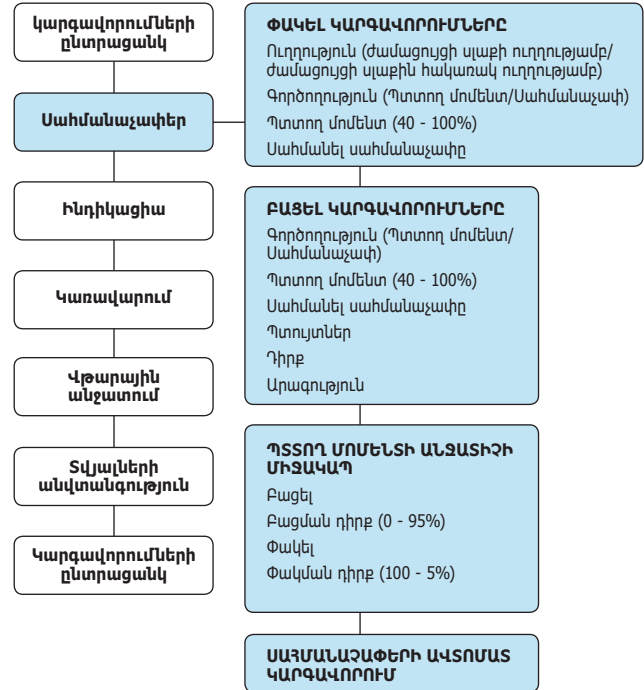 կարգավորումների
ընտրացանկ
Սահմանաչափեր
Ինդիկացիա
Կառավարում
Վթարային
անջատում
Տվյալների
անվտանգություն
Կարգավորումների
ընտրացանկ
ՓԱԿԵԼ ԿԱՐԳԱՎՈՐՈՒՄՆԵՐԸ
Ուղղություն (ժամացույցի սլաքի ուղղությամբ/
ժամացույցի սլաքին հակառակ ուղղությամբ)
Գործողություն (Պտտող մոմենտ/Սահմանաչափ)
Պտտող մոմենտ (40 - 100%)
Սահմանել սահմանաչափը
ԲԱՑԵԼ ԿԱՐԳԱՎՈՐՈՒՄՆԵՐԸ
Գործողություն (Պտտող մոմենտ/
Սահմանաչափ)
Պտտող մոմենտ (40 - 100%)
Սահմանել սահմանաչափը
Պտույտներ
Դիրք
Արագություն
ՊՏՏՈՂ ՄՈՄԵՆՏԻ ԱՆՋԱՏԻՉԻ
ՄԻՋԱԿԱՊ
Բացել
Բացման դիրք (0 - 95%)
Փակել
Փակման դիրք (100 - 5%)
ՍԱՀՄԱՆԱՉԱՓԵՐԻ ԱՎՏՈՄԱՏ
ԿԱՐԳԱՎՈՐՈՒՄ